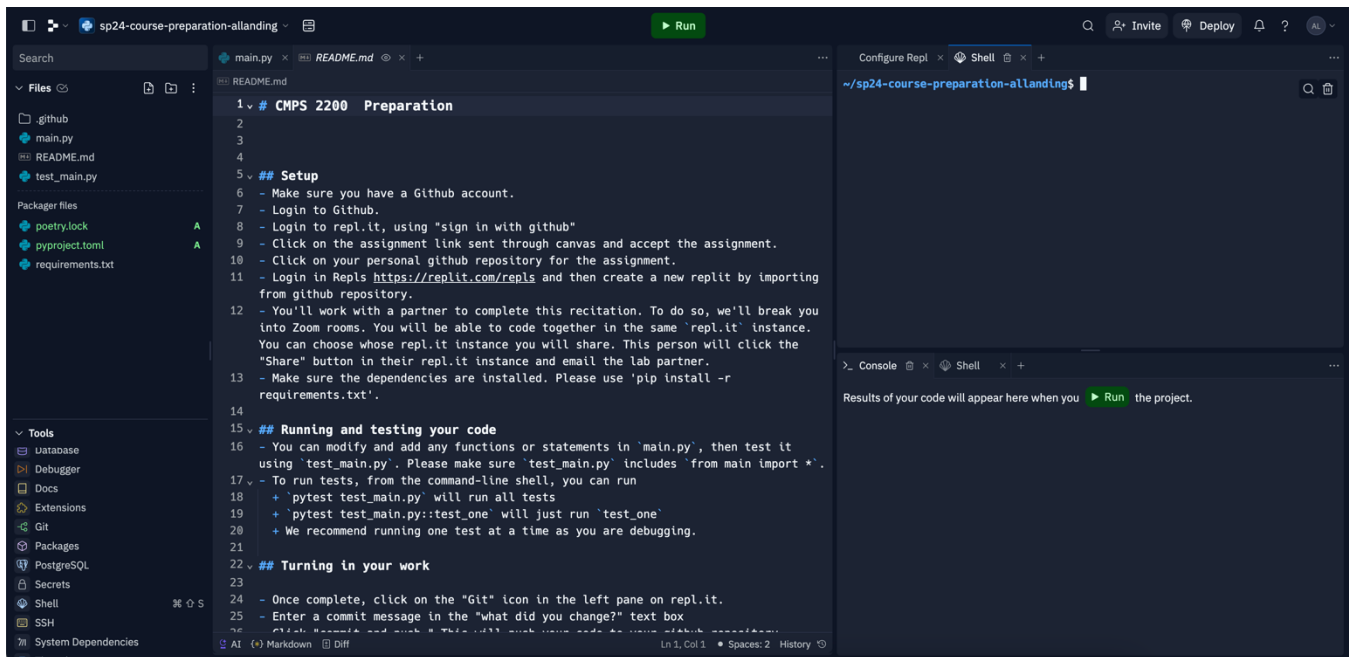 sp24-course-preparation-allanding
Run
Invite
Deploy
?
AL
Search
Files
.github
main.py
README.md
test_main.py
Packager files
poetry.lock A
pyproject.toml A
requirements.txt
Tools
Database
Debugger
Docs
Extensions
Git
Packages
PostgreSQL
Secrets
Shell ⌘ ⇧ S
SSH
System Dependencies
main.py × README.md × +
README.md
1 # CMPS 2200  Preparation
2
3
4
5 ## Setup
6 - Make sure you have a Github account.
7 - Login to Github.
8 - Login to repl.it, using "sign in with github"
9 - Click on the assignment link sent through canvas and accept the assignment.
10 - Click on your personal github repository for the assignment.
11 - Login in Repls https://replit.com/repls and then create a new replit by importing
from github repository.
12 - You'll work with a partner to complete this recitation. To do so, we'll break you
into Zoom rooms. You will be able to code together in the same `repl.it` instance.
You can choose whose repl.it instance you will share. This person will click the
"Share" button in their repl.it instance and email the lab partner.
13 - Make sure the dependencies are installed. Please use 'pip install -r
requirements.txt'.
14
15 ## Running and testing your code
16 - You can modify and add any functions or statements in `main.py`, then test it
using `test_main.py`. Please make sure `test_main.py` includes `from main import *`.
17 - To run tests, from the command-line shell, you can run
18 + `pytest test_main.py` will run all tests
19 + `pytest test_main.py::test_one` will just run `test_one`
20 + We recommend running one test at a time as you are debugging.
21
22 ## Turning in your work
23
24 - Once complete, click on the "Git" icon in the left pane on repl.it.
25 - Enter a commit message in the "what did you change?" text box
26 - Click "commit and push." This will push your code to your github repository.
AI Markdown Diff Ln 1, Col 1 • Spaces: 2 History
Configure Repl × Shell × +
~/sp24-course-preparation-allanding$
>_ Console × Shell × +
Results of your code will appear here when you Run the project.